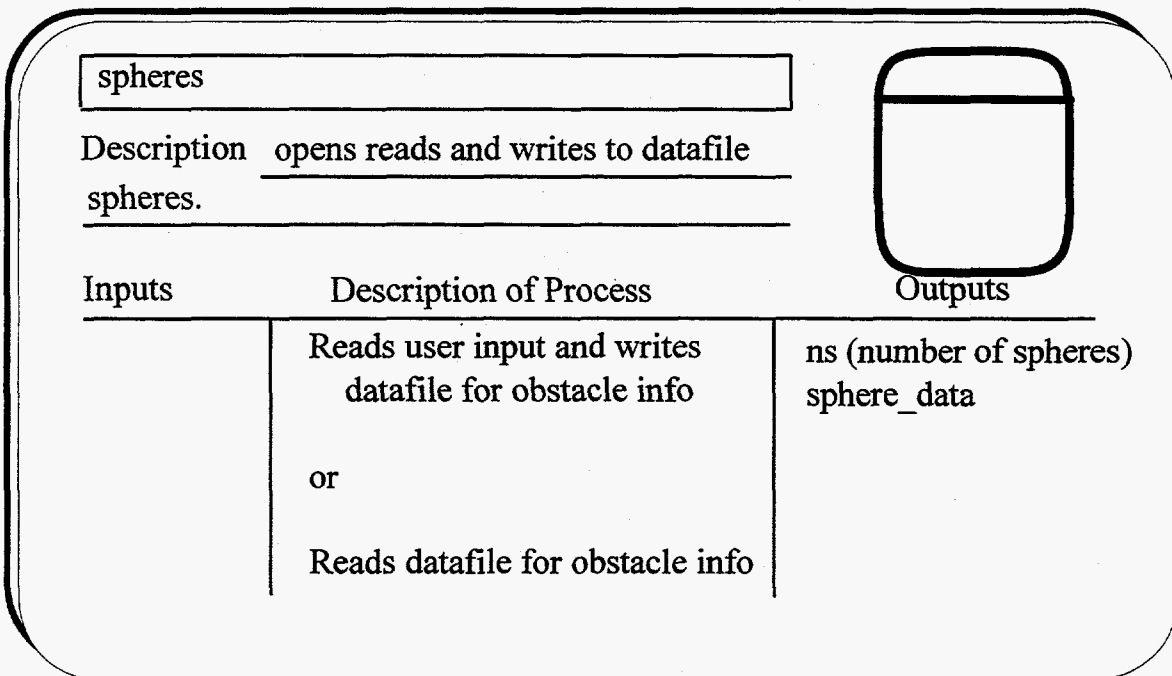 spheres
Description opens reads and writes to datafile
spheres.
Inputs Description of Process Outputs
Reads user input and writes
datafile for obstacle info
or
Reads datafile for obstacle info
ns (number of spheres)
sphere_data